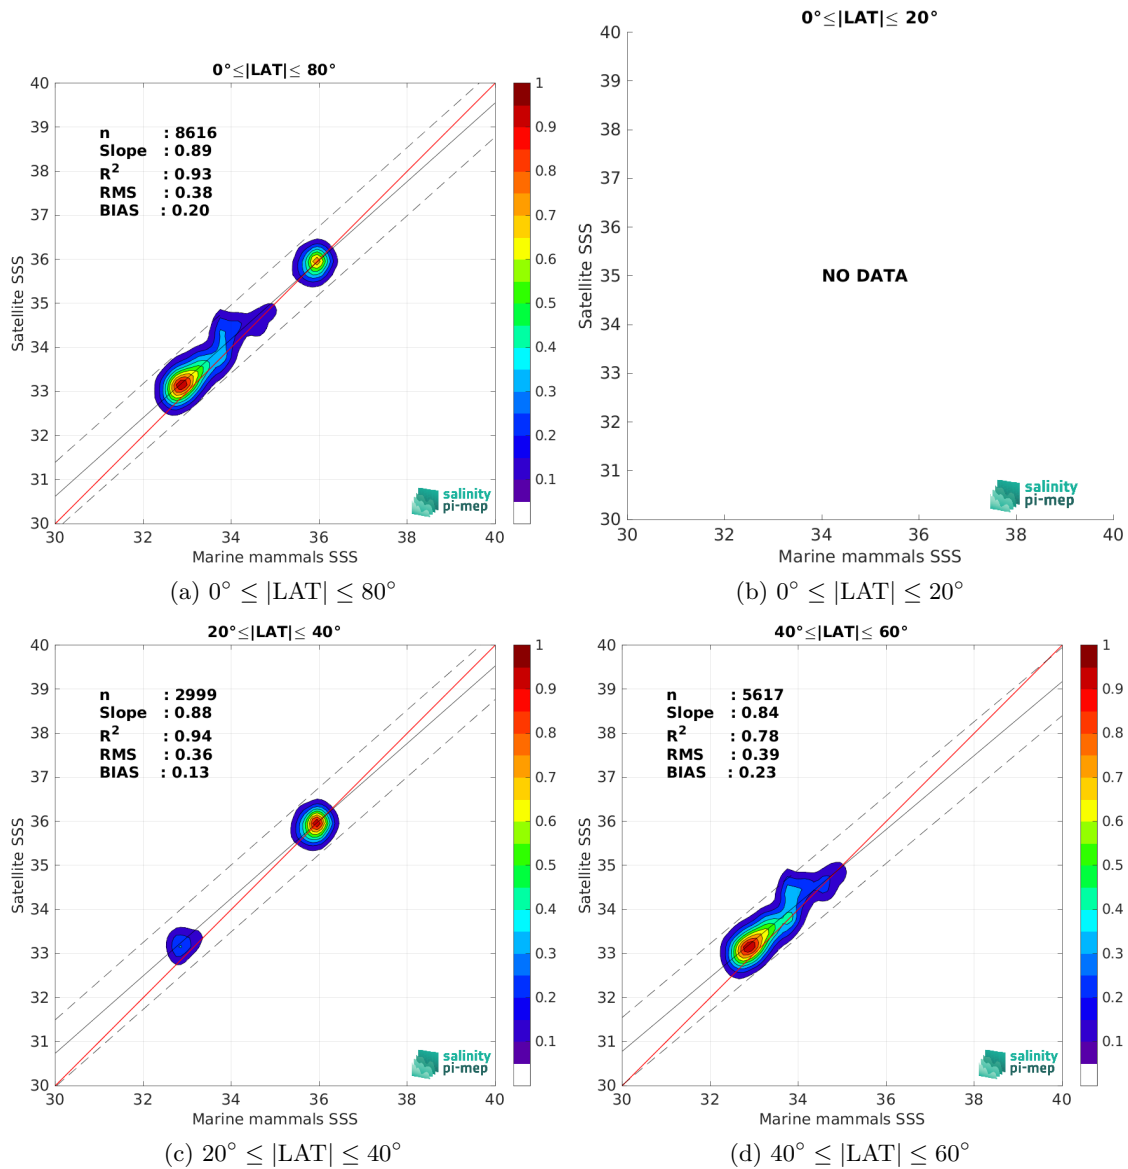 0°≤|LAT|≤ 80°
n : 8616
Slope : 0.89
R² : 0.93
RMS : 0.38
BIAS : 0.20
40
39
38
37
36
35
34
33
32
31
30
30
32
34
36
38
40
Satellite SSS
Marine mammals SSS
1
0.9
0.8
0.7
0.6
0.5
0.4
0.3
0.2
0.1
salinity
pi-mep
(a) 0° ≤ |LAT| ≤ 80°
0°≤|LAT|≤ 20°
40
39
38
37
36
35
34
33
32
31
30
30
32
34
36
38
40
Satellite SSS
Marine mammals SSS
NO DATA
salinity
pi-mep
(b) 0° ≤ |LAT| ≤ 20°
20°≤|LAT|≤ 40°
n : 2999
Slope : 0.88
R² : 0.94
RMS : 0.36
BIAS : 0.13
40
39
38
37
36
35
34
33
32
31
30
30
32
34
36
38
40
Satellite SSS
Marine mammals SSS
1
0.9
0.8
0.7
0.6
0.5
0.4
0.3
0.2
0.1
salinity
pi-mep
(c) 20° ≤ |LAT| ≤ 40°
40°≤|LAT|≤ 60°
n : 5617
Slope : 0.84
R² : 0.78
RMS : 0.39
BIAS : 0.23
40
39
38
37
36
35
34
33
32
31
30
30
32
34
36
38
40
Satellite SSS
Marine mammals SSS
1
0.9
0.8
0.7
0.6
0.5
0.4
0.3
0.2
0.1
salinity
pi-mep
(d) 40° ≤ |LAT| ≤ 60°